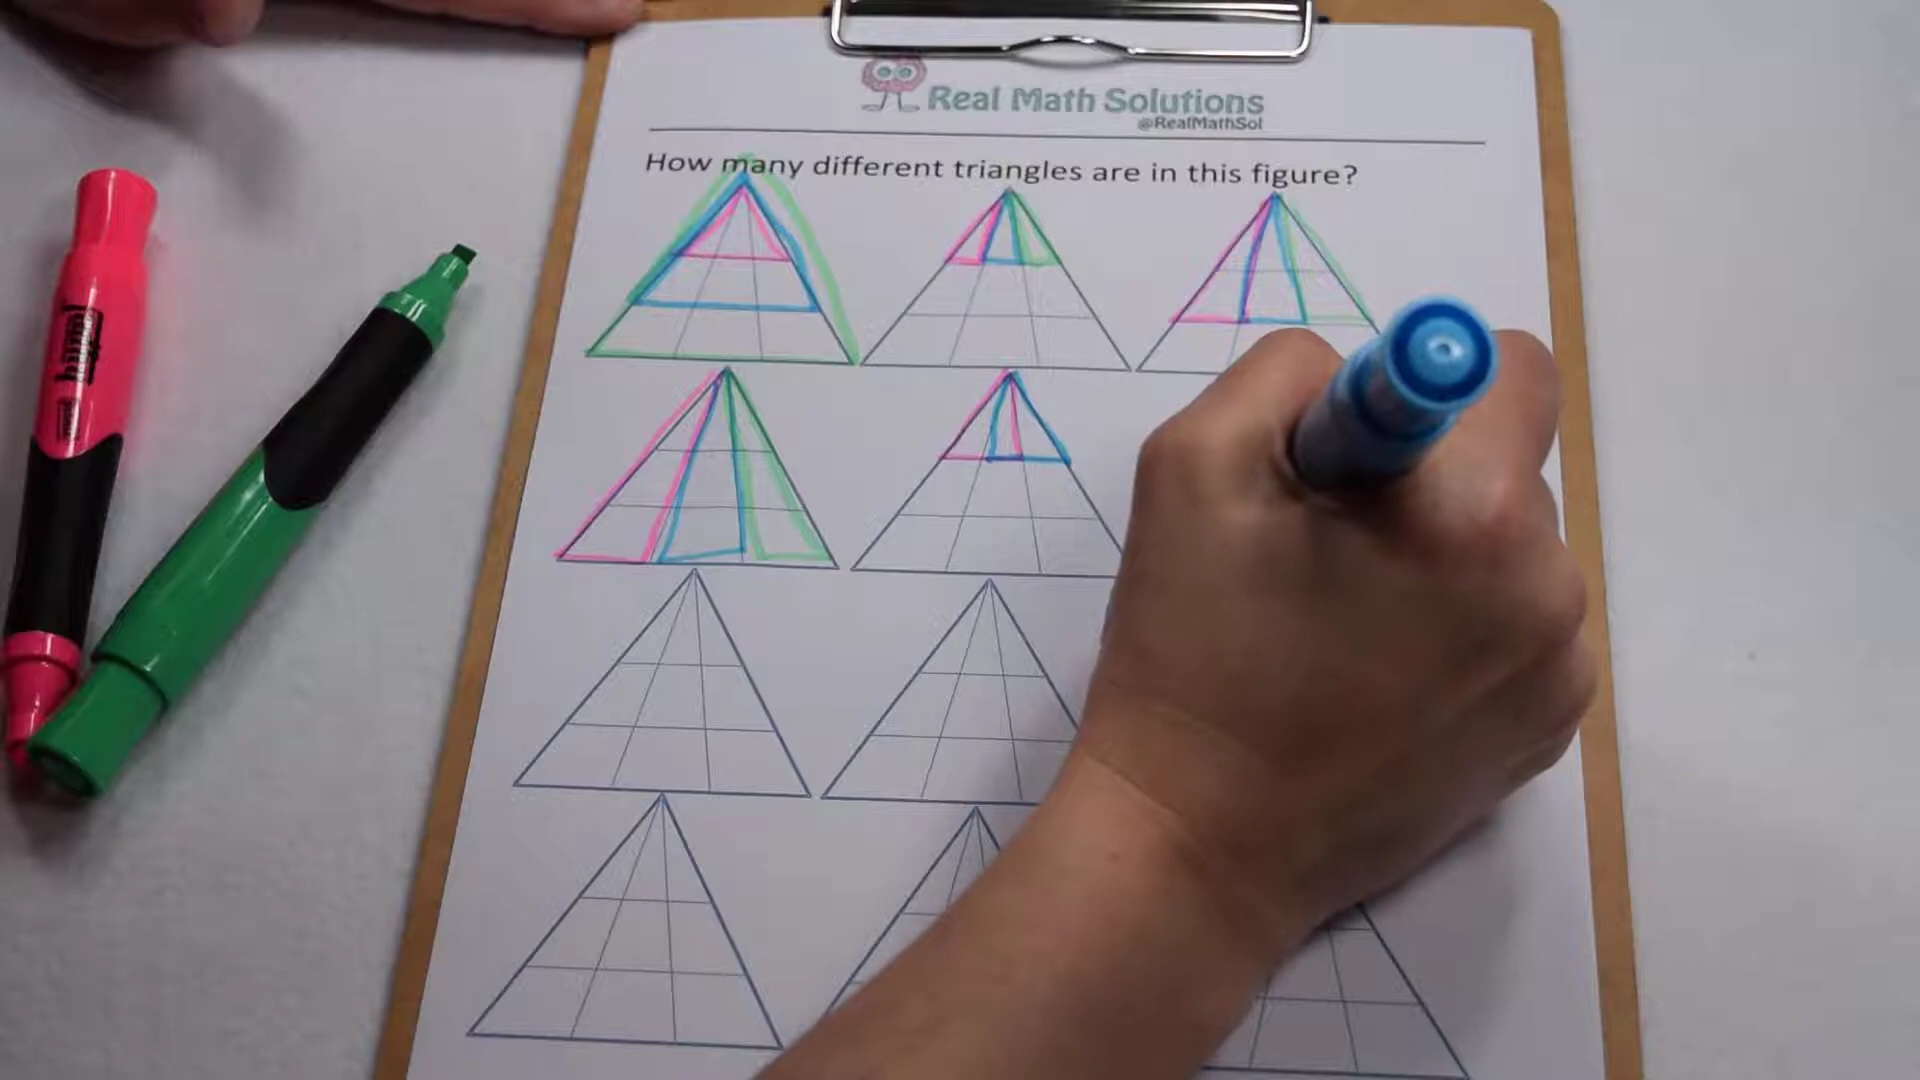 Real Math Solutions
@RealMathSol
How many different triangles are in this figure?